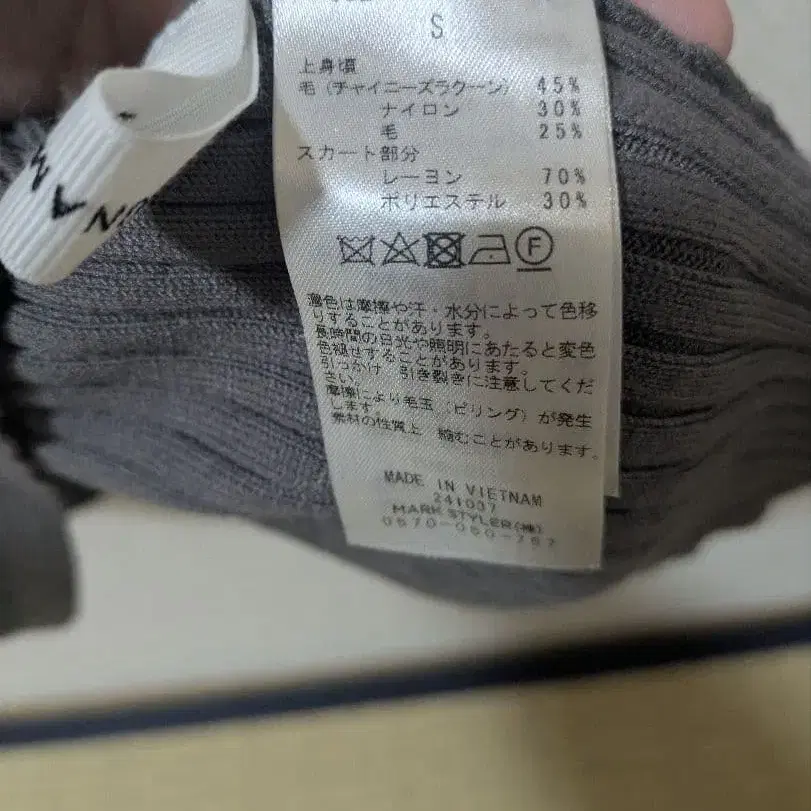 S
上身頃
毛 (チャイニーズラクーン) 45%
ナイロン 30%
毛 25%
スカート部分
レーヨン 70%
ポリエステル 30%
F
濃色は摩擦や汗・水分によって色移
りすることがあります。
長時間の日光や照明にあたると変色
色褪せすることがあります。
引っかけ 引き裂きに注意してくだ
さい。
摩擦により毛玉 (ピリング) が発生
します。
素材の性質上 縮むことがあります。
MADE IN VIETNAM
241037
MARK STYLER(株)
0570-050-757